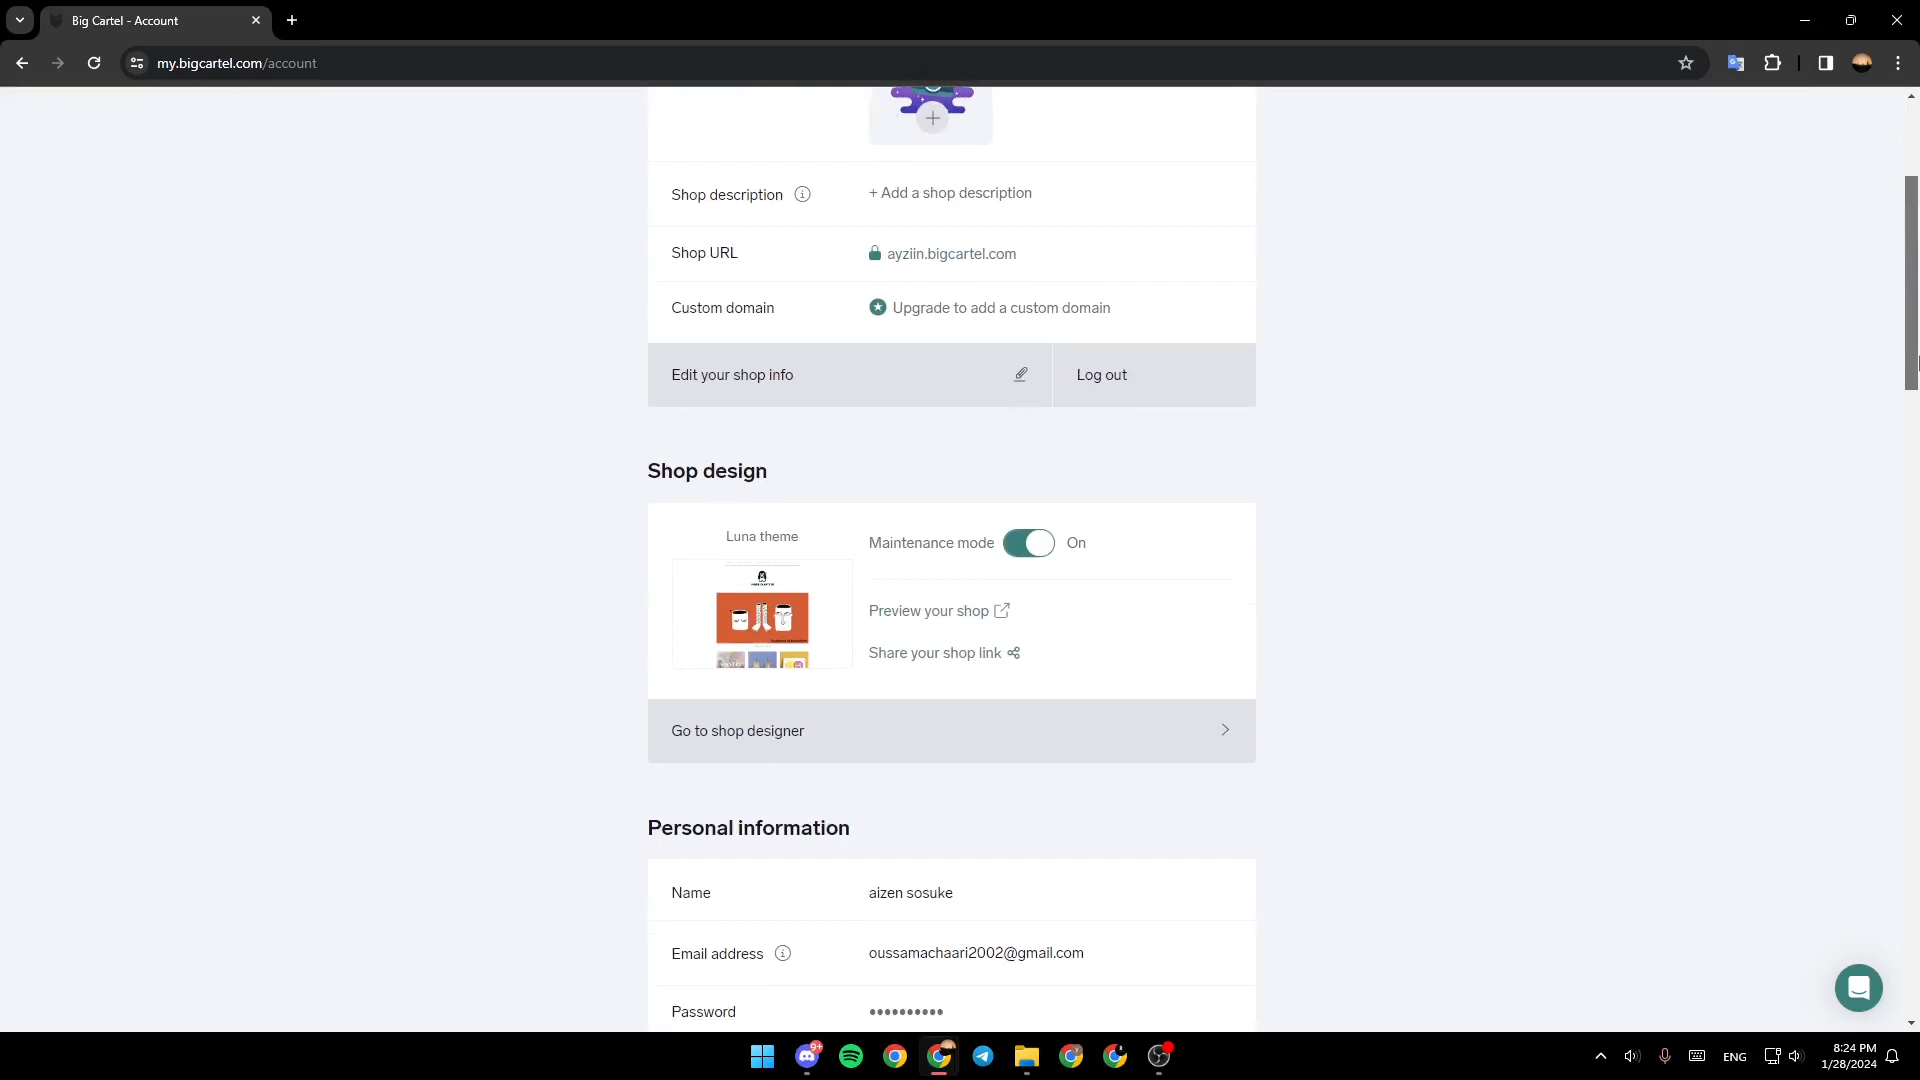 Big Cartel - Account
my.bigcartel.com/account
Shop description
+ Add a shop description
Shop URL
ayziin.bigcartel.com
Custom domain
Upgrade to add a custom domain
Edit your shop info
Log out
Shop design
Luna theme
Maintenance mode
On
Preview your shop
Share your shop link
Go to shop designer
Personal information
Name
aizen sosuke
Email address
oussamachaari2002@gmail.com
Password
••••••••••
9+
ENG
8:24 PM
1/28/2024